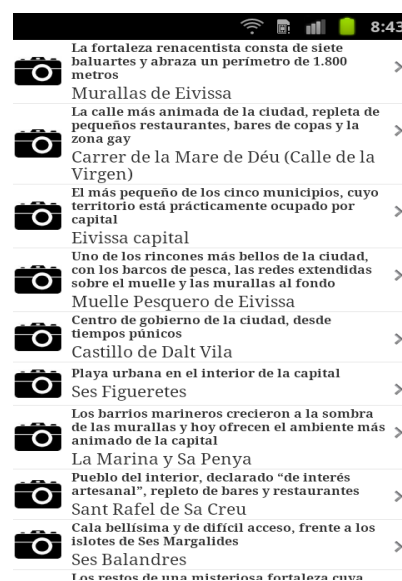 8:43
La fortaleza renacentista consta de siete
baluartes y abraza un perímetro de 1.800
metros
Murallas de Eivissa
La calle más animada de la ciudad, repleta de
pequeños restaurantes, bares de copas y la
zona gay
Carrer de la Mare de Déu (Calle de la
Virgen)
El más pequeño de los cinco municipios, cuyo
territorio está prácticamente ocupado por
capital
Eivissa capital
Uno de los rincones más bellos de la ciudad,
con los barcos de pesca, las redes extendidas
sobre el muelle y las murallas al fondo
Muelle Pesquero de Eivissa
Centro de gobierno de la ciudad, desde
tiempos púnicos
Castillo de Dalt Vila
Playa urbana en el interior de la capital
Ses Figueretes
Los barrios marineros crecieron a la sombra
de las murallas y hoy ofrecen el ambiente más
animado de la capital
La Marina y Sa Penya
Pueblo del interior, declarado “de interés
artesanal”, repleto de bares y restaurantes
Sant Rafel de Sa Creu
Cala bellísima y de difícil acceso, frente a los
islotes de Ses Margalides
Ses Balandres
Los restos de una misteriosa fortaleza cuya